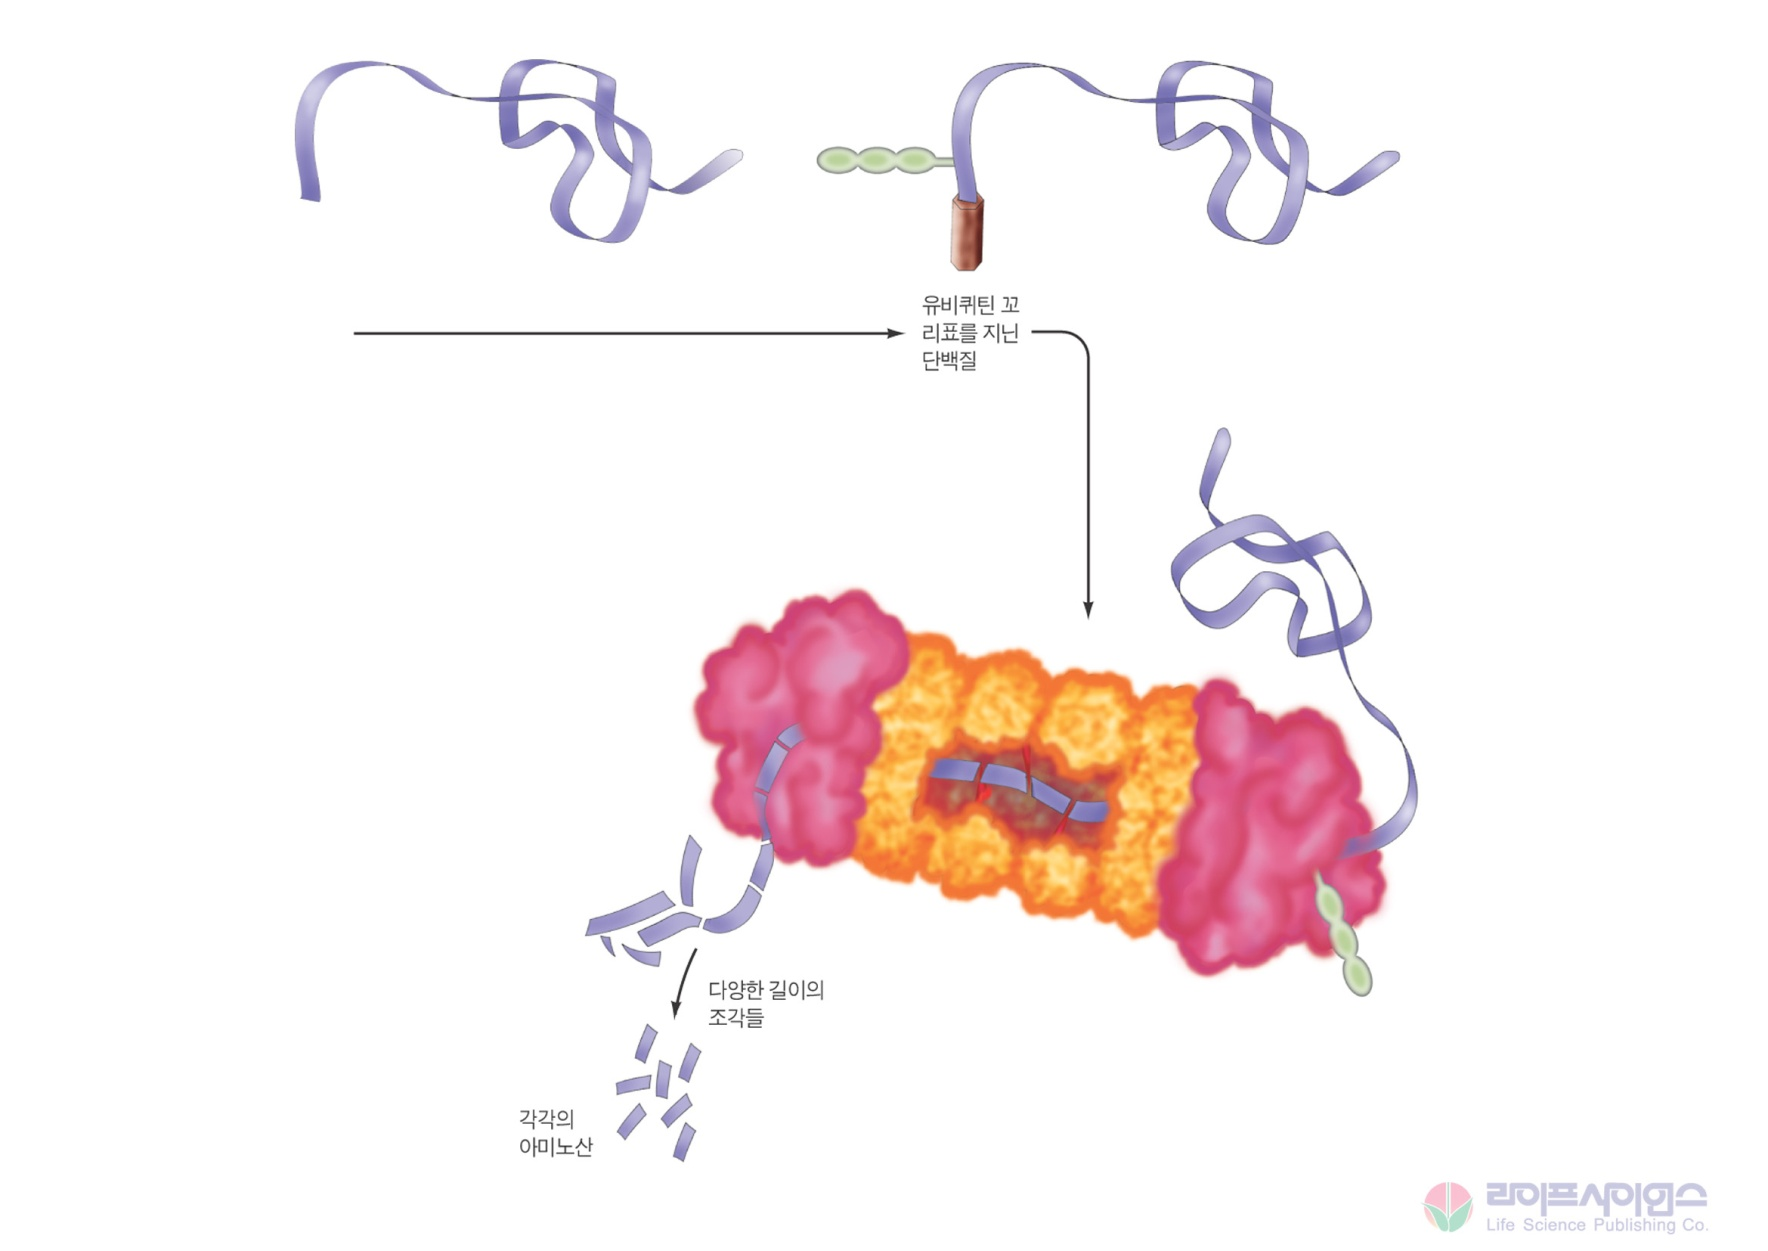 유비퀴틴 꼬
리표를 지닌
단백질
다양한 길이의
조각들
각각의
아미노산
라이프사이언스
Life Science Publishing Co.